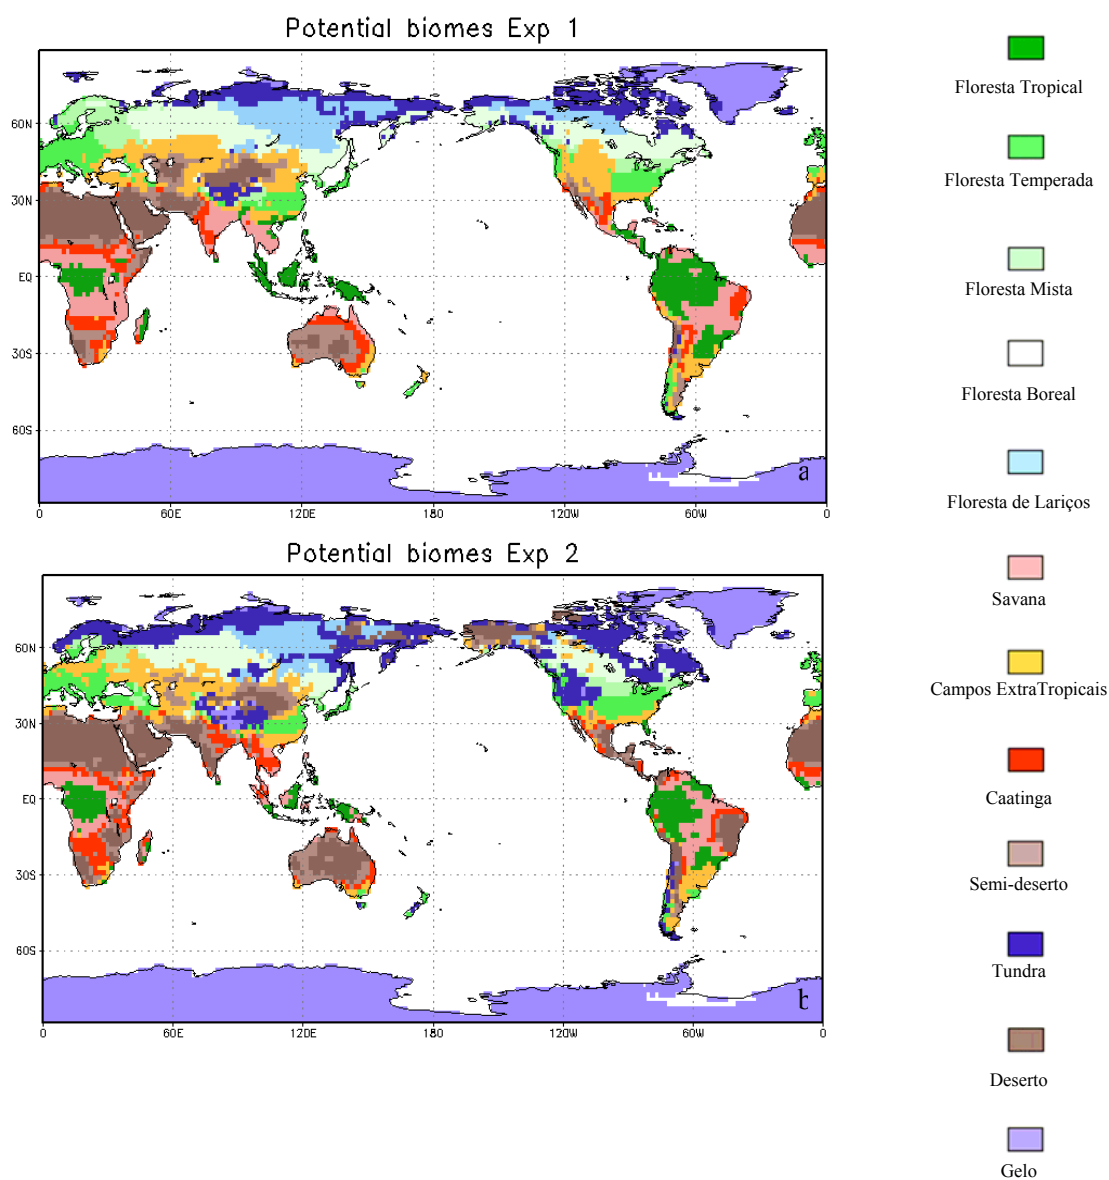 Potential biomes Exp 1
60N
30N
EQ
30S
60S
0
60E
120E
180
120W
60W
0
a
Potential biomes Exp 2
60N
30N
EQ
30S
60S
0
60E
120E
180
120W
60W
0
b
Floresta Tropical
Floresta Temperada
Floresta Mista
Floresta Boreal
Floresta de Lariços
Savana
Campos ExtraTropicais
Caatinga
Semi-deserto
Tundra
Deserto
Gelo